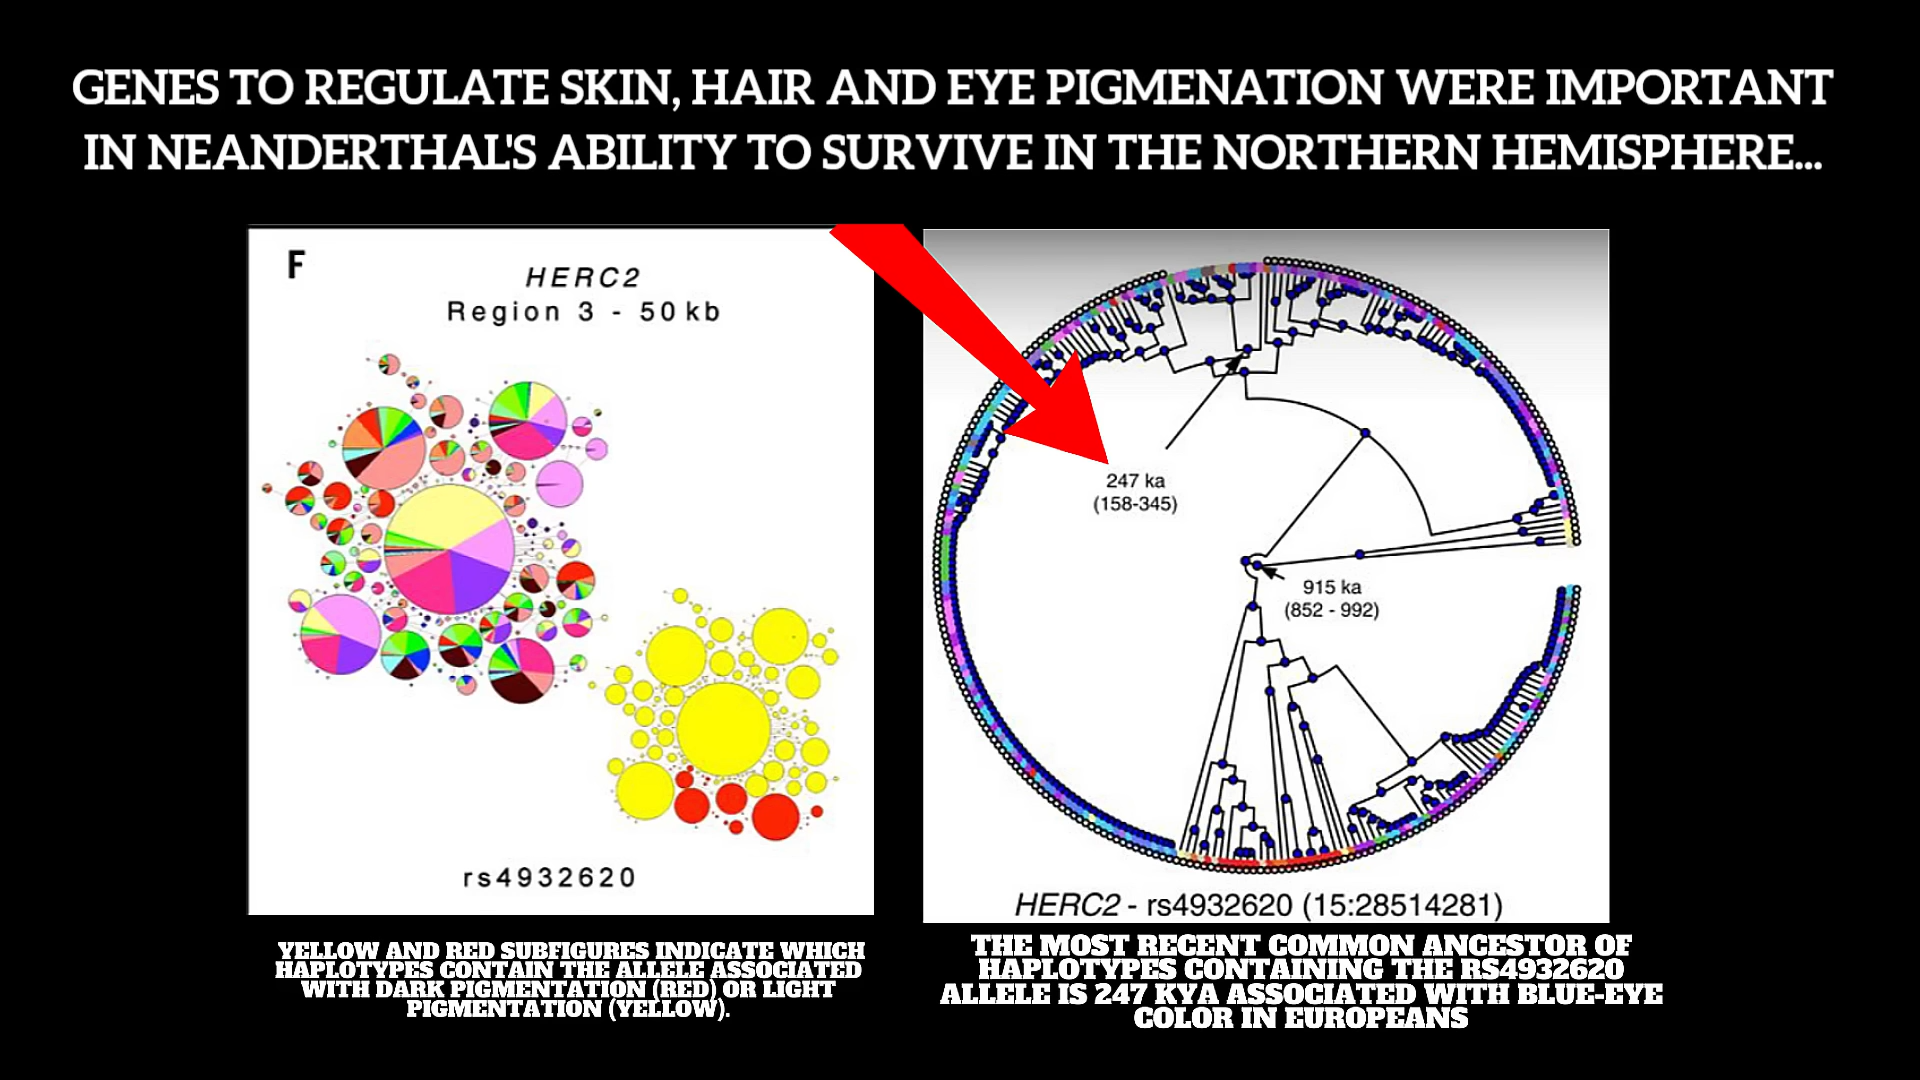 GENES TO REGULATE SKIN, HAIR AND EYE PIGMENATION WERE IMPORTANT
IN NEANDERTHAL'S ABILITY TO SURVIVE IN THE NORTHERN HEMISPHERE...
F
HERC2
Region 3 - 50 kb
rs4932620
247 ka
(158-345)
915 ka
(852 - 992)
HERC2 - rs4932620 (15:28514281)
YELLOW AND RED SUBFIGURES INDICATE WHICH
HAPLOTYPES CONTAIN THE ALLELE ASSOCIATED
WITH DARK PIGMENTATION (RED) OR LIGHT
PIGMENTATION (YELLOW).
THE MOST RECENT COMMON ANCESTOR OF
HAPLOTYPES CONTAINING THE RS4932620
ALLELE IS 247 KYA ASSOCIATED WITH BLUE-EYE
COLOR IN EUROPEANS